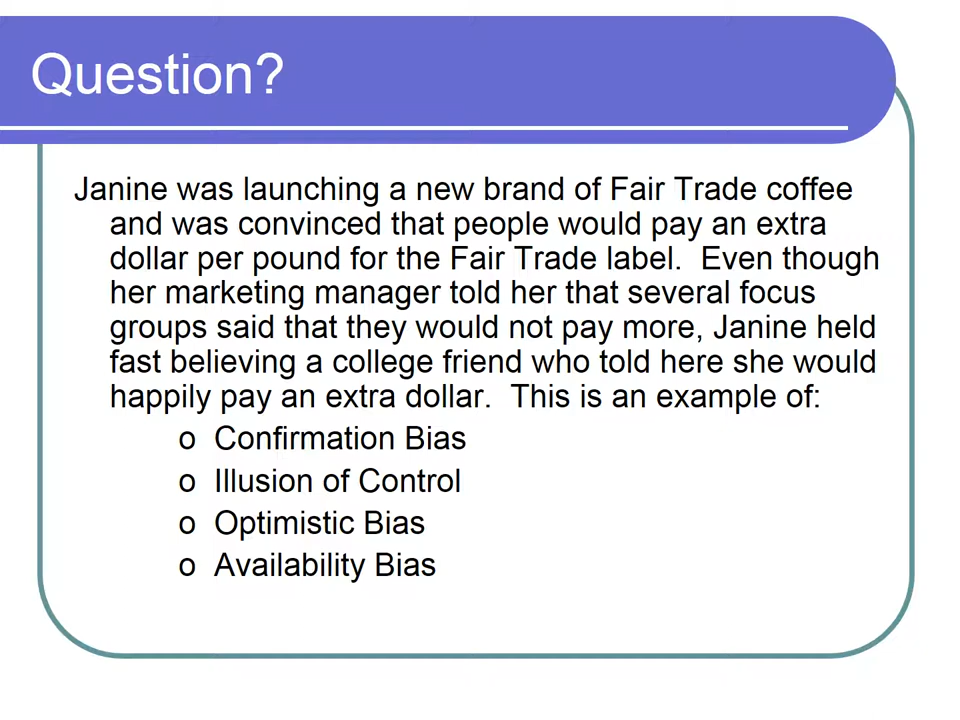 Question?
Janine was launching a new brand of Fair Trade coffee
and was convinced that people would pay an extra
dollar per pound for the Fair Trade label.  Even though
her marketing manager told her that several focus
groups said that they would not pay more, Janine held
fast believing a college friend who told here she would
happily pay an extra dollar.  This is an example of:
o Confirmation Bias
o Illusion of Control
o Optimistic Bias
o Availability Bias